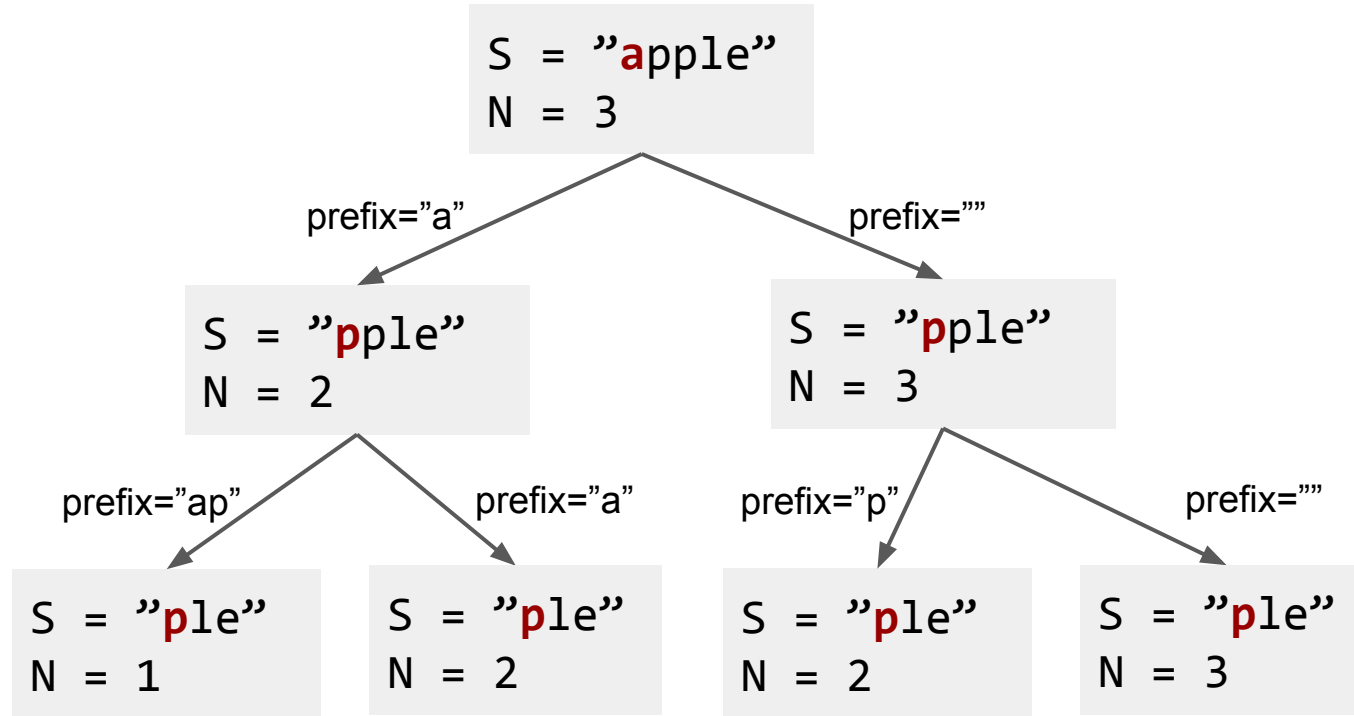 S = ”apple”
N = 3
prefix=”a”
prefix=””
S = ”pple”
N = 2
S = ”pple”
N = 3
prefix=”ap”
prefix=”a”
prefix=”p”
prefix=””
S = ”ple”
N = 1
S = ”ple”
N = 2
S = ”ple”
N = 2
S = ”ple”
N = 3